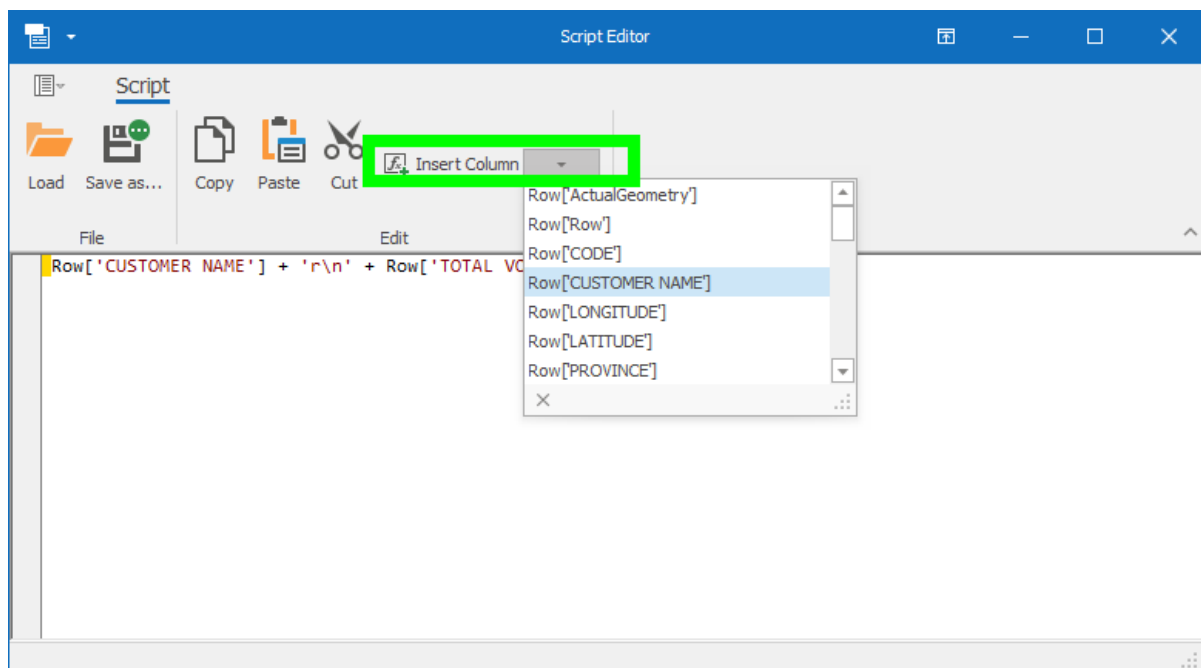 Script Editor
Script
Load Save as... Copy Paste Cut Insert Column
File Edit
Row['ActualGeometry']
Row['Row']
Row['CODE']
Row['CUSTOMER NAME']
Row['LONGITUDE']
Row['LATITUDE']
Row['PROVINCE']
Row['CUSTOMER NAME'] + 'r\n' + Row['TOTAL VO